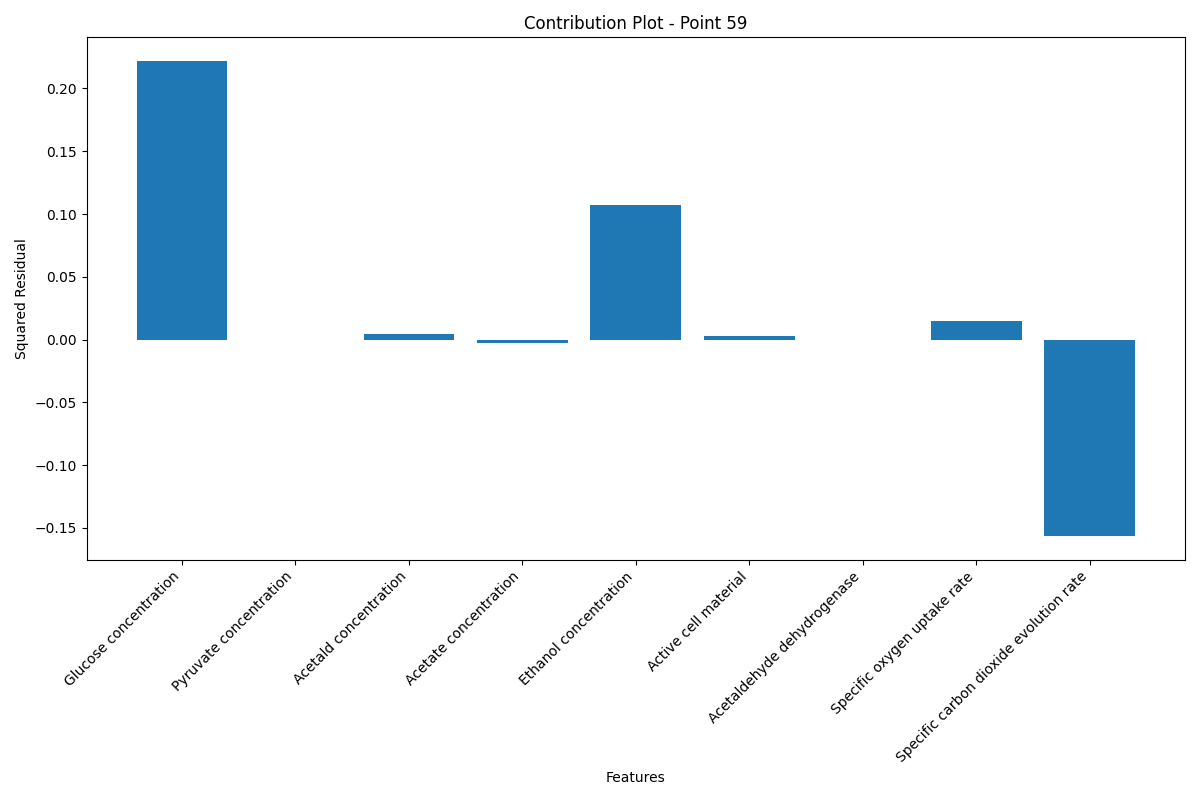 Contribution Plot - Point 59
Squared Residual
0.20
0.15
0.10
0.05
0.00
−0.05
−0.10
−0.15
Glucose concentration
Pyruvate concentration
Acetald concentration
Acetate concentration
Ethanol concentration
Active cell material
Acetaldehyde dehydrogenase
Specific oxygen uptake rate
Specific carbon dioxide evolution rate
Features